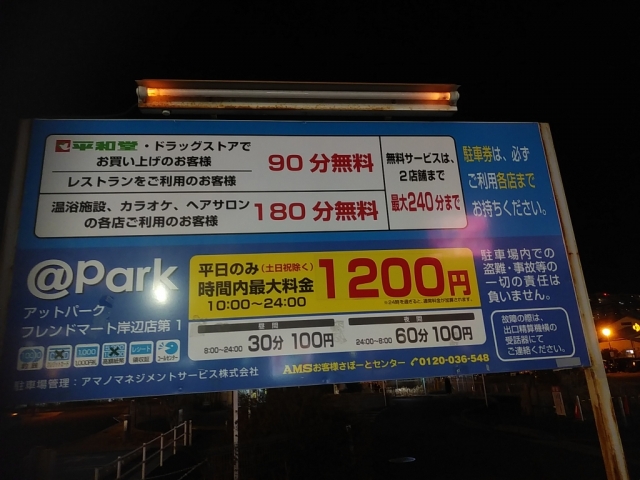 平和堂・ドラッグストアで
お買い上げのお客様
レストランをご利用のお客様
90分無料
温浴施設、カラオケ、ヘアサロン
の各店ご利用のお客様
180分無料
無料サービスは、
2店舗まで
最大240分まで
駐車券は、必ず
ご利用各店まで
お持ちください。
@Park
アットパーク
フレンドマート岸辺店第1
平日のみ(土日祝除く)
時間内最大料金
10:00〜24:00
1200円
昼間
8:00〜24:00 30分100円
夜間
24:00〜8:00 60分100円
駐車場内での
盗難・事故等の
一切の責任は
負いません。
故障の際は、
出口精算機横の
受話器にて
ご連絡ください。
駐車場管理:アマノマネジメントサービス株式会社
AMSお客様さぽーとセンター 0120-036-548